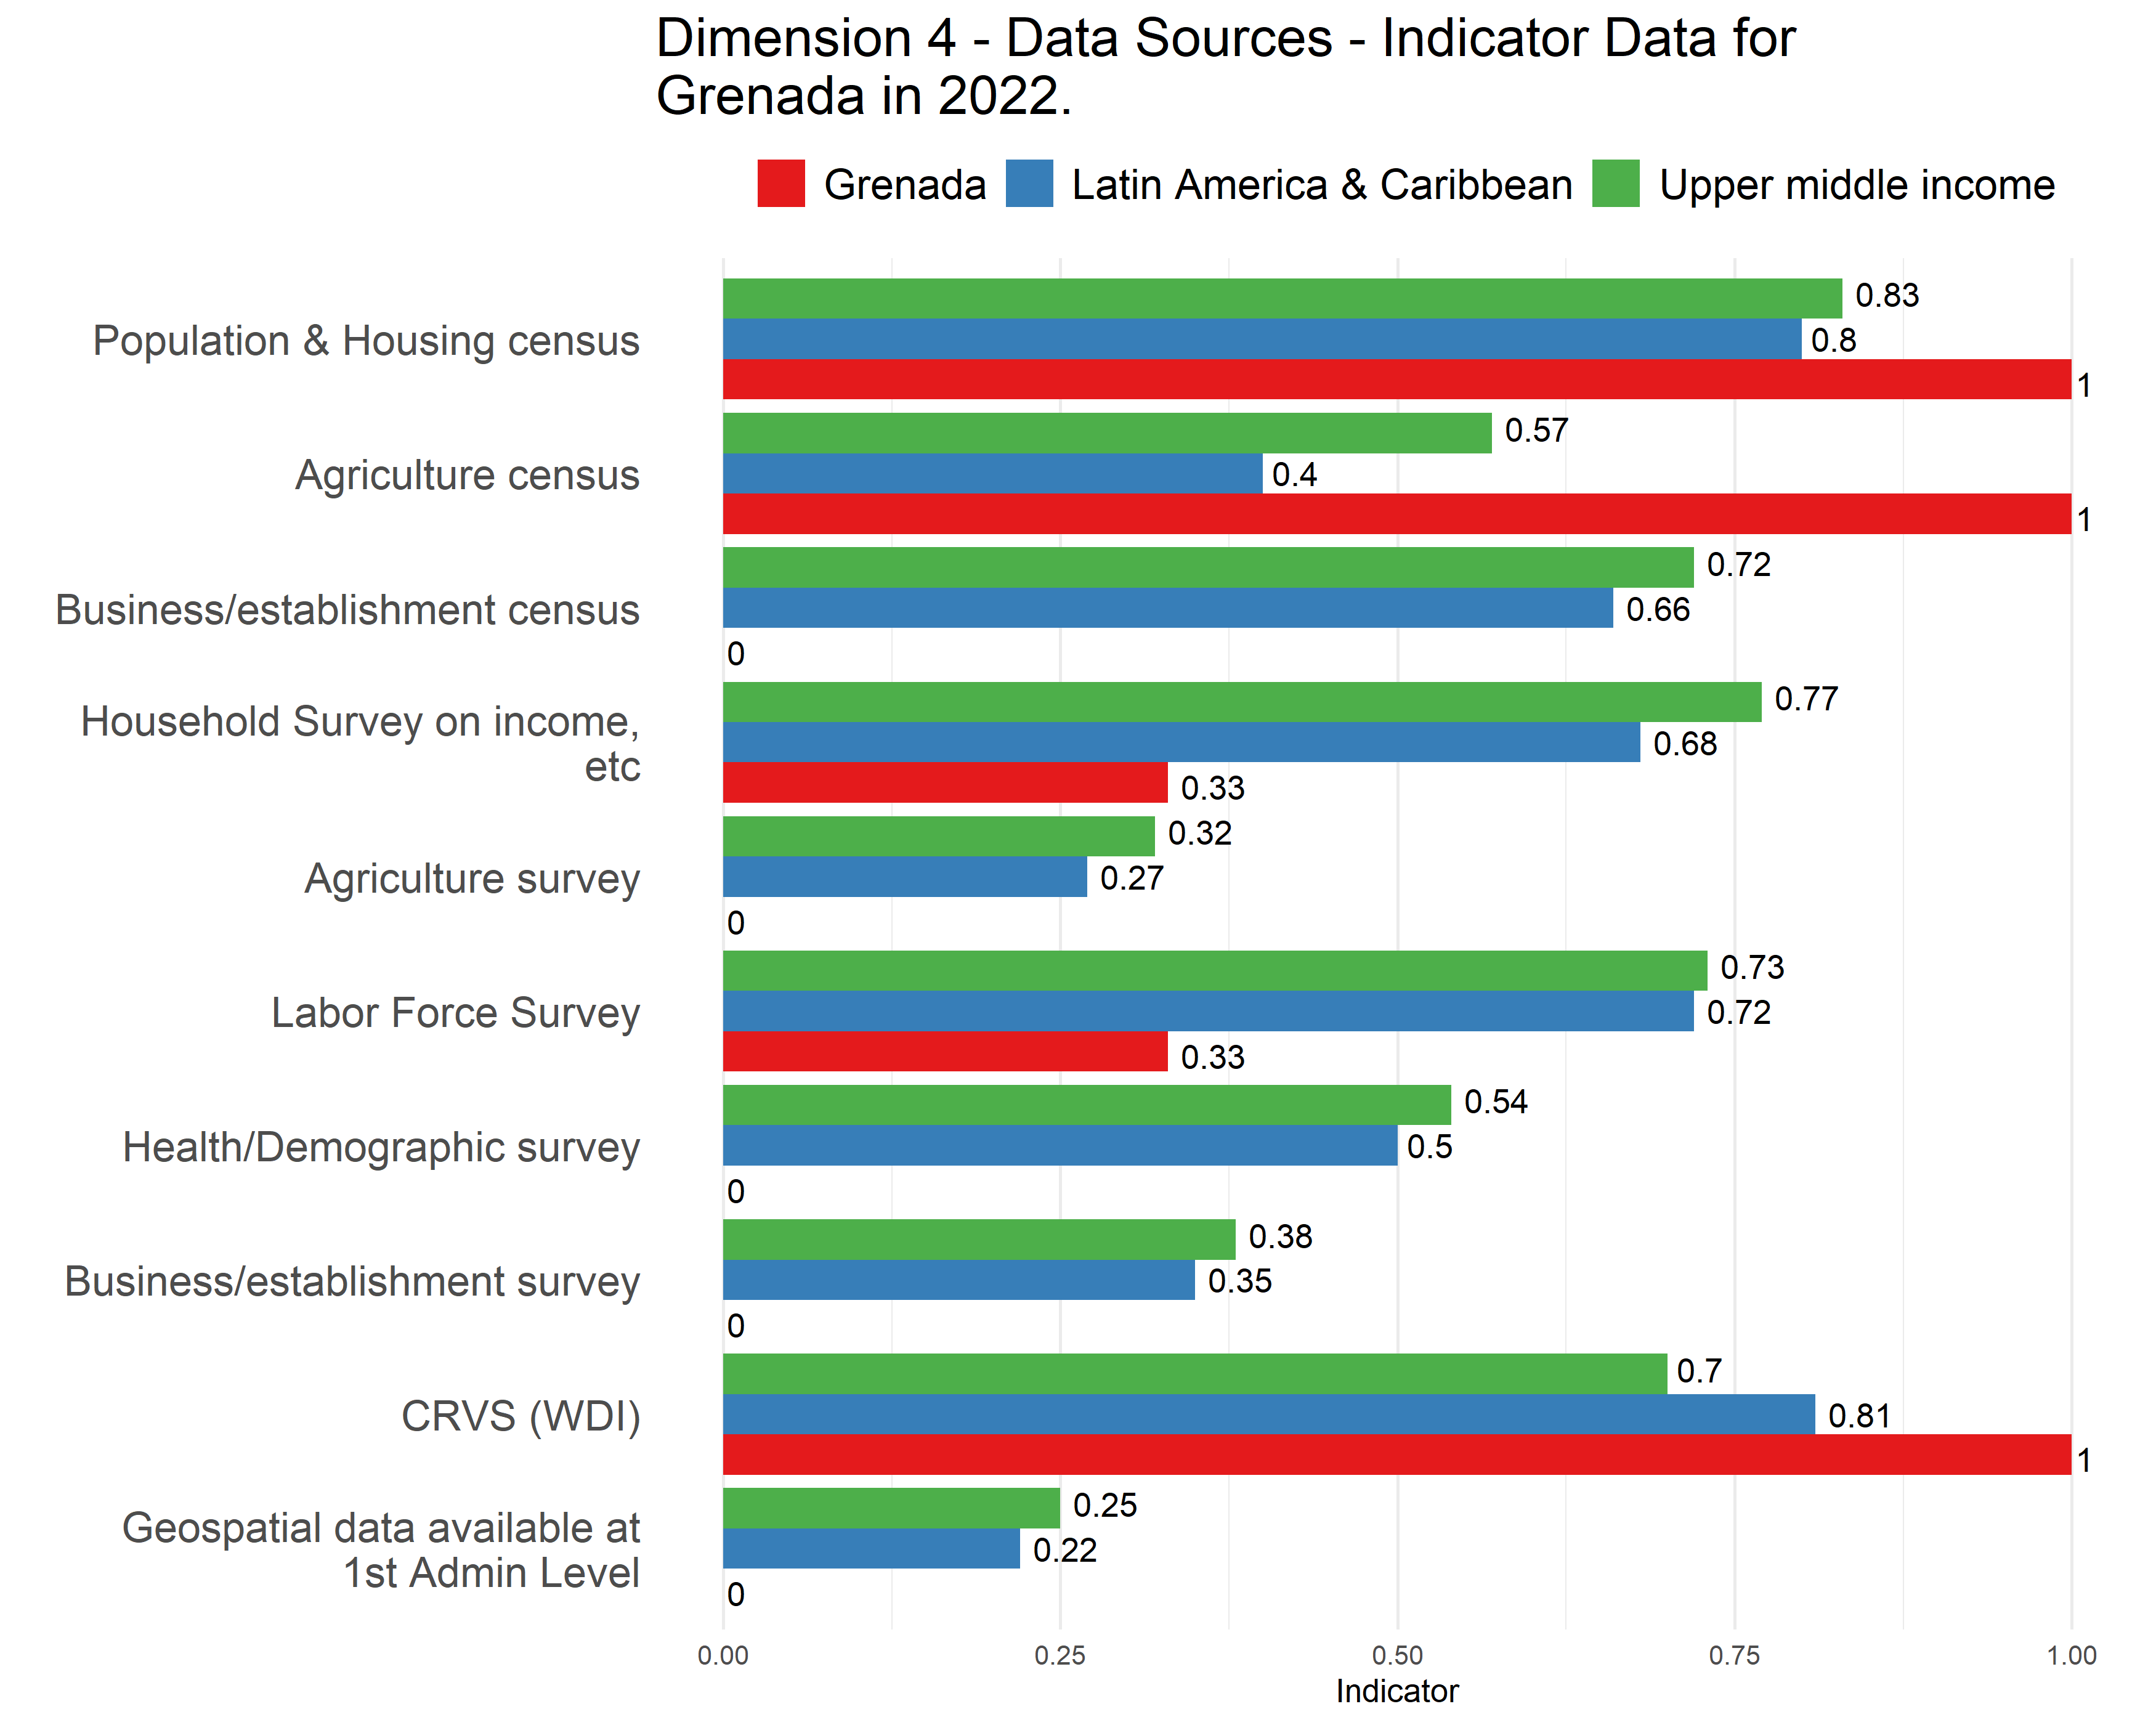 Dimension 4 - Data Sources - Indicator Data for
Grenada in 2022.
Grenada
Latin America & Caribbean
Upper middle income
Population & Housing census
0.83
0.8
1
Agriculture census
0.57
0.4
1
Business/establishment census
0.72
0.66
0
Household Survey on income,
etc
0.77
0.68
0.33
Agriculture survey
0.32
0.27
0
Labor Force Survey
0.73
0.72
0.33
Health/Demographic survey
0.54
0.5
0
Business/establishment survey
0.38
0.35
0
CRVS (WDI)
0.7
0.81
1
Geospatial data available at
1st Admin Level
0.25
0.22
0
0.00
0.25
0.50
0.75
1.00
Indicator